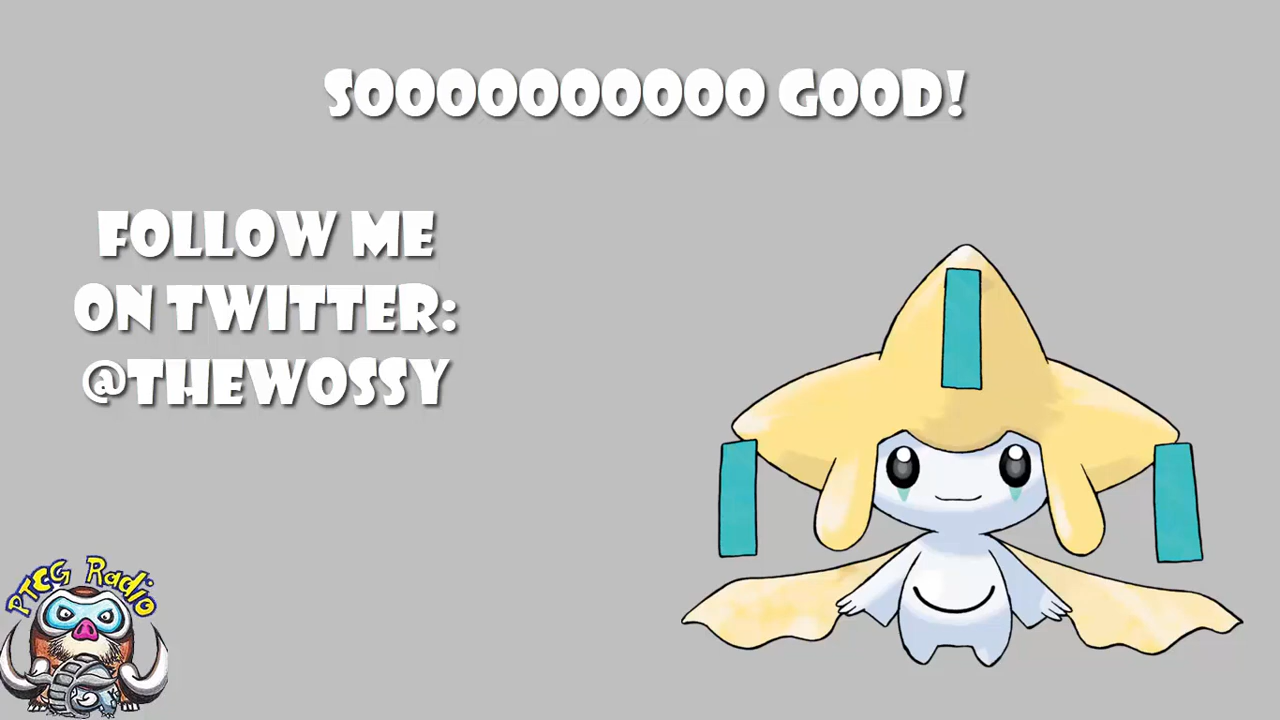 SOOOOOOOOOO GOOD!
FOLLOW ME
ON TWITTER:
@THEWOSSY
PTCG Radio